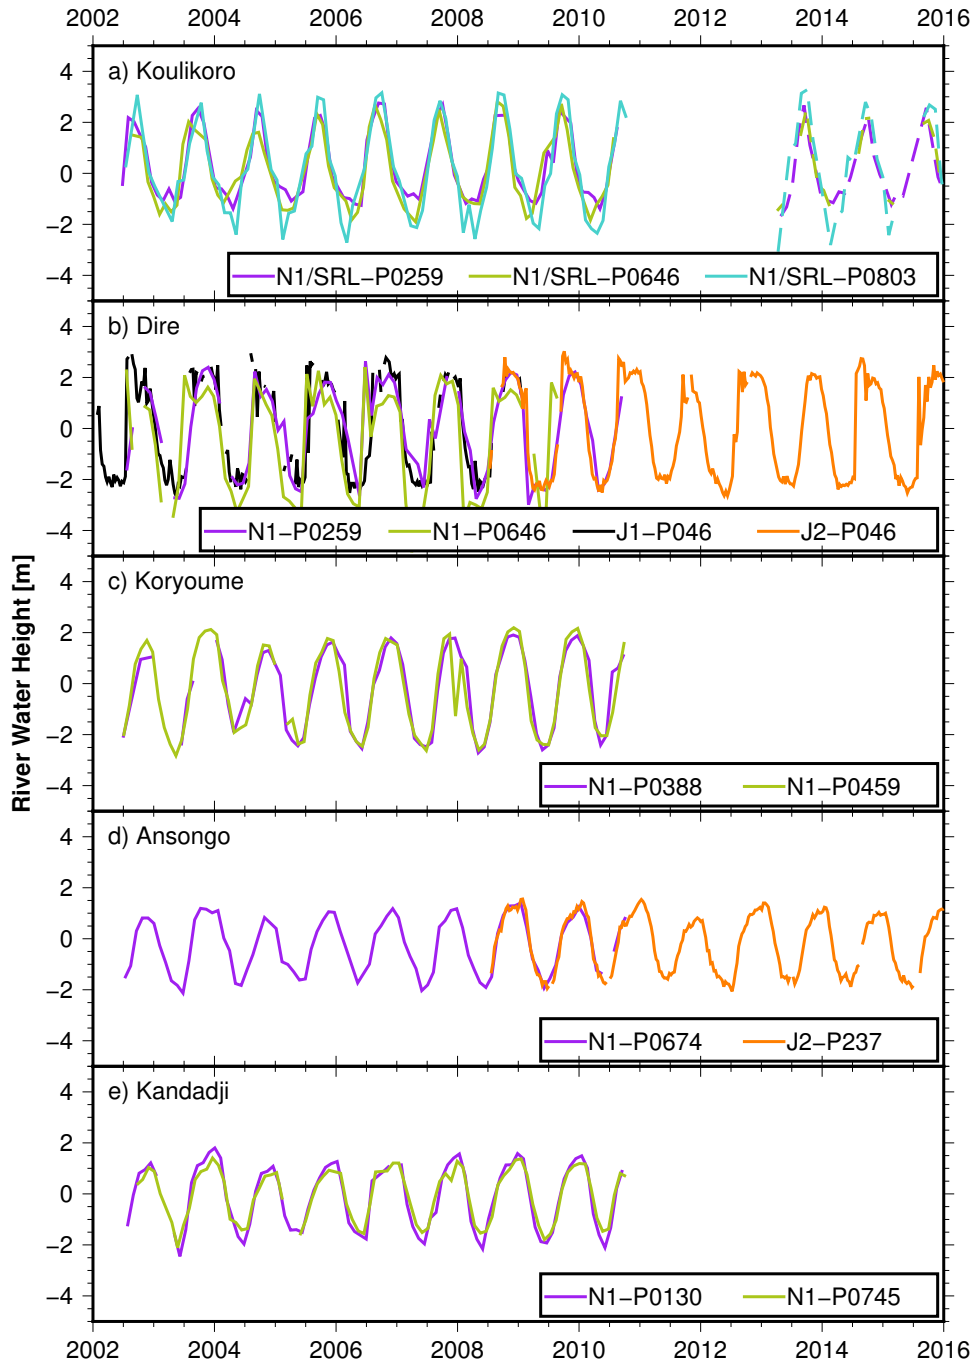 2002 2004 2006 2008 2010 2012 2014 2016
a) Koulikoro
4
2
0
−2
−4
N1/SRL−P0259 N1/SRL−P0646 N1/SRL−P0803
b) Dire
4
2
0
−2
−4
N1−P0259 N1−P0646 J1−P046 J2−P046
River Water Height [m]
c) Koryoume
4
2
0
−2
−4
N1−P0388 N1−P0459
d) Ansongo
4
2
0
−2
−4
N1−P0674 J2−P237
e) Kandadji
4
2
0
−2
−4
N1−P0130 N1−P0745
2002 2004 2006 2008 2010 2012 2014 2016